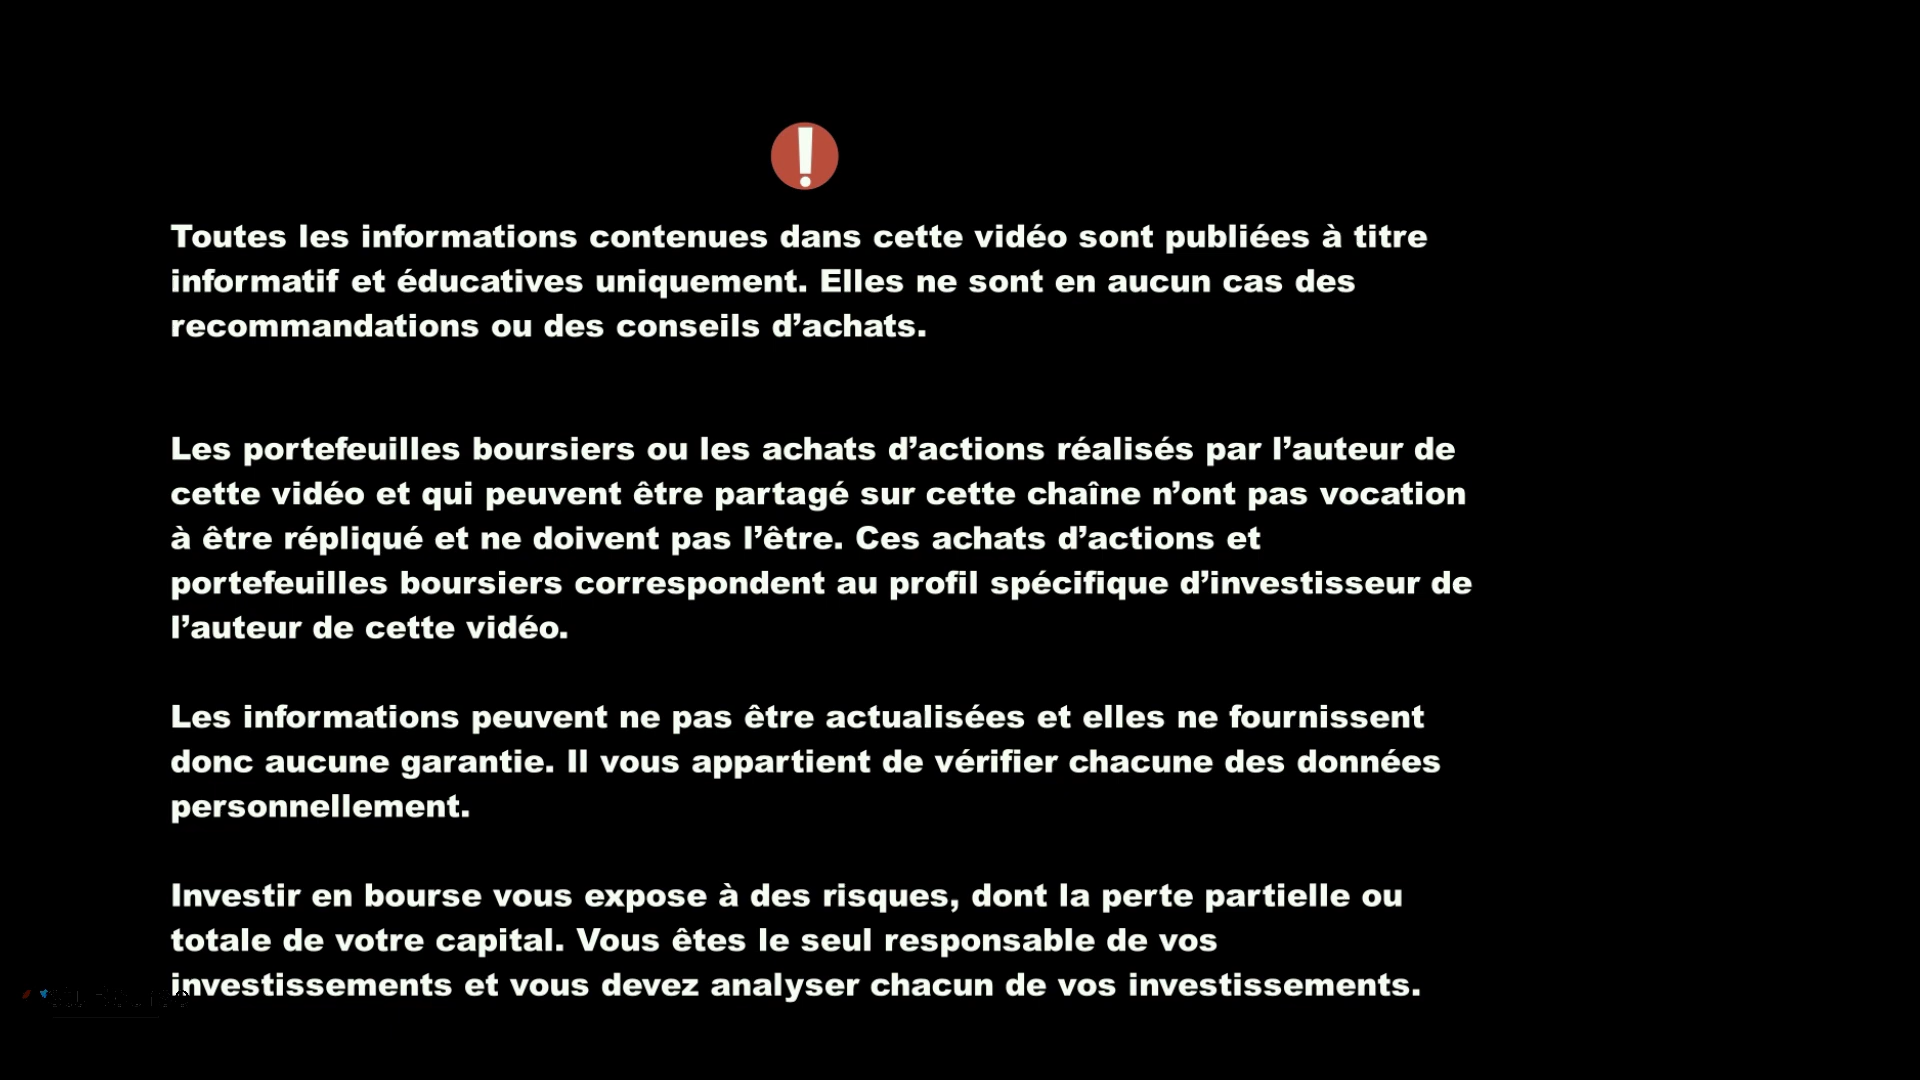 Toutes les informations contenues dans cette vidéo sont publiées à titre
informatif et éducatives uniquement. Elles ne sont en aucun cas des
recommandations ou des conseils d’achats.
Les portefeuilles boursiers ou les achats d’actions réalisés par l’auteur de
cette vidéo et qui peuvent être partagé sur cette chaîne n’ont pas vocation
à être répliqué et ne doivent pas l’être. Ces achats d’actions et
portefeuilles boursiers correspondent au profil spécifique d’investisseur de
l’auteur de cette vidéo.
Les informations peuvent ne pas être actualisées et elles ne fournissent
donc aucune garantie. Il vous appartient de vérifier chacune des données
personnellement.
Investir en bourse vous expose à des risques, dont la perte partielle ou
totale de votre capital. Vous êtes le seul responsable de vos
investissements et vous devez analyser chacun de vos investissements.